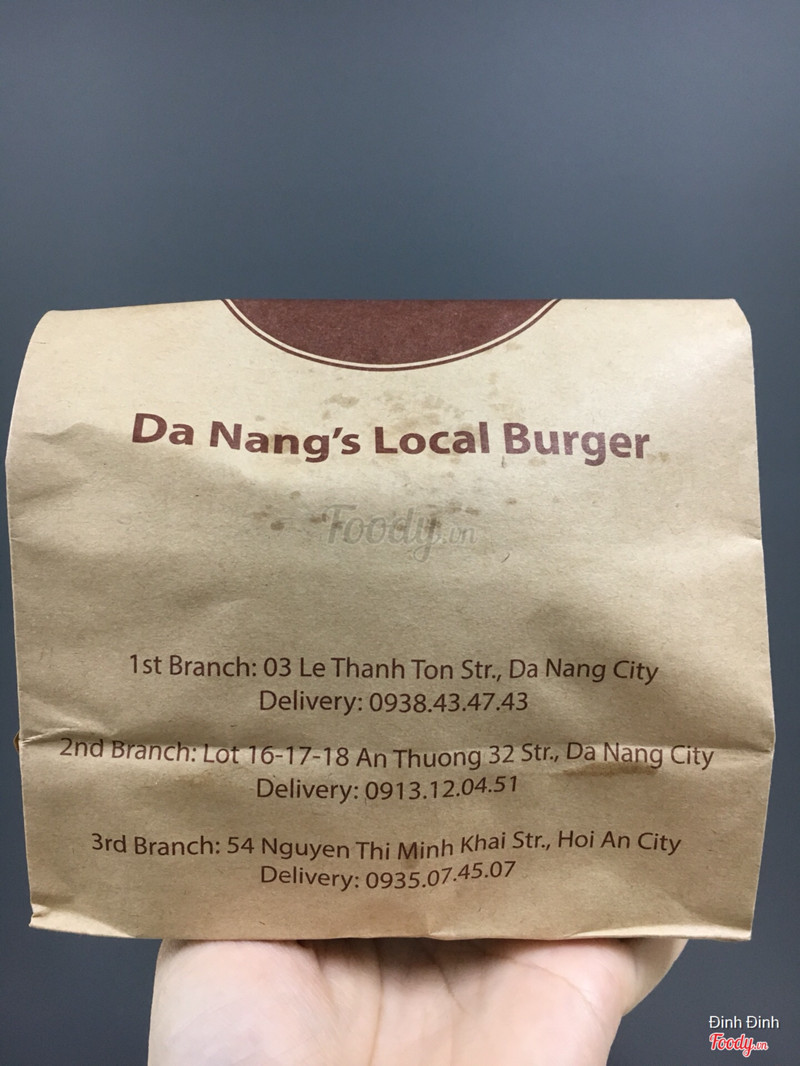 Da Nang's Local Burger
Foody.vn
1st Branch: 03 Le Thanh Ton Str., Da Nang City
Delivery: 0938.43.47.43
2nd Branch: Lot 16-17-18 An Thuong 32 Str., Da Nang City
Delivery: 0913.12.04.51
3rd Branch: 54 Nguyen Thi Minh Khai Str., Hoi An City
Delivery: 0935.07.45.07
Đinh Đinh
Foody.vn